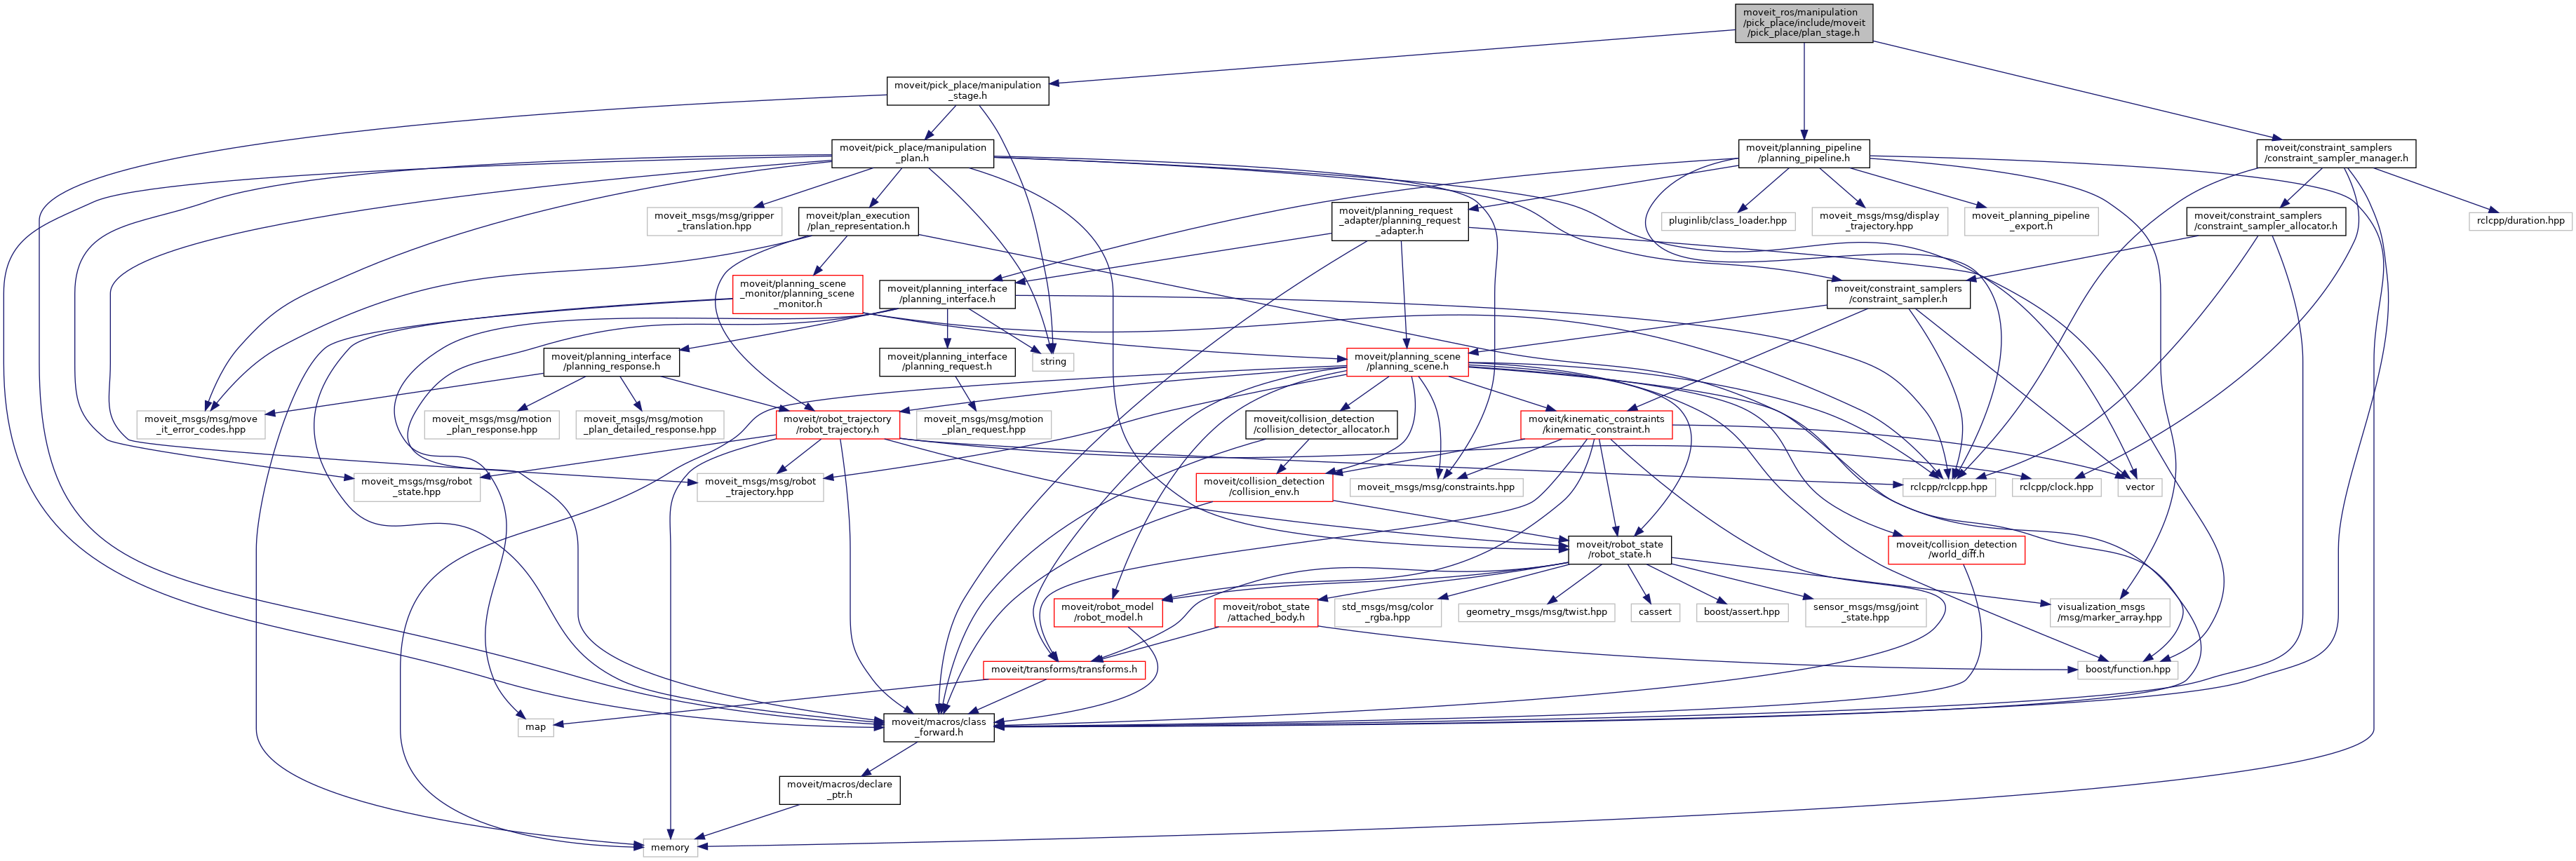 moveit_ros/manipulation
/pick_place/include/moveit
/pick_place/plan_stage.h
moveit/pick_place/manipulation
_stage.h
moveit/pick_place/manipulation
_plan.h
moveit/planning_pipeline
/planning_pipeline.h
moveit/constraint_samplers
/constraint_sampler_manager.h
moveit_msgs/msg/gripper
_translation.hpp
moveit/plan_execution
/plan_representation.h
moveit/planning_request
_adapter/planning_request
_adapter.h
pluginlib/class_loader.hpp
moveit_msgs/msg/display
_trajectory.hpp
moveit_planning_pipeline
_export.h
moveit/constraint_samplers
/constraint_sampler_allocator.h
rclcpp/duration.hpp
moveit/planning_scene
_monitor/planning_scene
_monitor.h
moveit/planning_interface
/planning_interface.h
moveit/constraint_samplers
/constraint_sampler.h
moveit/planning_interface
/planning_response.h
moveit/planning_interface
/planning_request.h
string
moveit/planning_scene
/planning_scene.h
moveit_msgs/msg/move
_it_error_codes.hpp
moveit_msgs/msg/motion
_plan_response.hpp
moveit_msgs/msg/motion
_plan_detailed_response.hpp
moveit/robot_trajectory
/robot_trajectory.h
moveit_msgs/msg/motion
_plan_request.hpp
moveit/collision_detection
/collision_detector_allocator.h
moveit/kinematic_constraints
/kinematic_constraint.h
moveit_msgs/msg/robot
_state.hpp
moveit_msgs/msg/robot
_trajectory.hpp
moveit/collision_detection
/collision_env.h
moveit_msgs/msg/constraints.hpp
rclcpp/rclcpp.hpp
rclcpp/clock.hpp
vector
moveit/robot_state
/robot_state.h
moveit/collision_detection
/world_diff.h
moveit/robot_model
/robot_model.h
moveit/robot_state
/attached_body.h
std_msgs/msg/color
_rgba.hpp
geometry_msgs/msg/twist.hpp
cassert
boost/assert.hpp
sensor_msgs/msg/joint
_state.hpp
visualization_msgs
/msg/marker_array.hpp
moveit/transforms/transforms.h
boost/function.hpp
map
moveit/macros/class
_forward.h
moveit/macros/declare
_ptr.h
memory